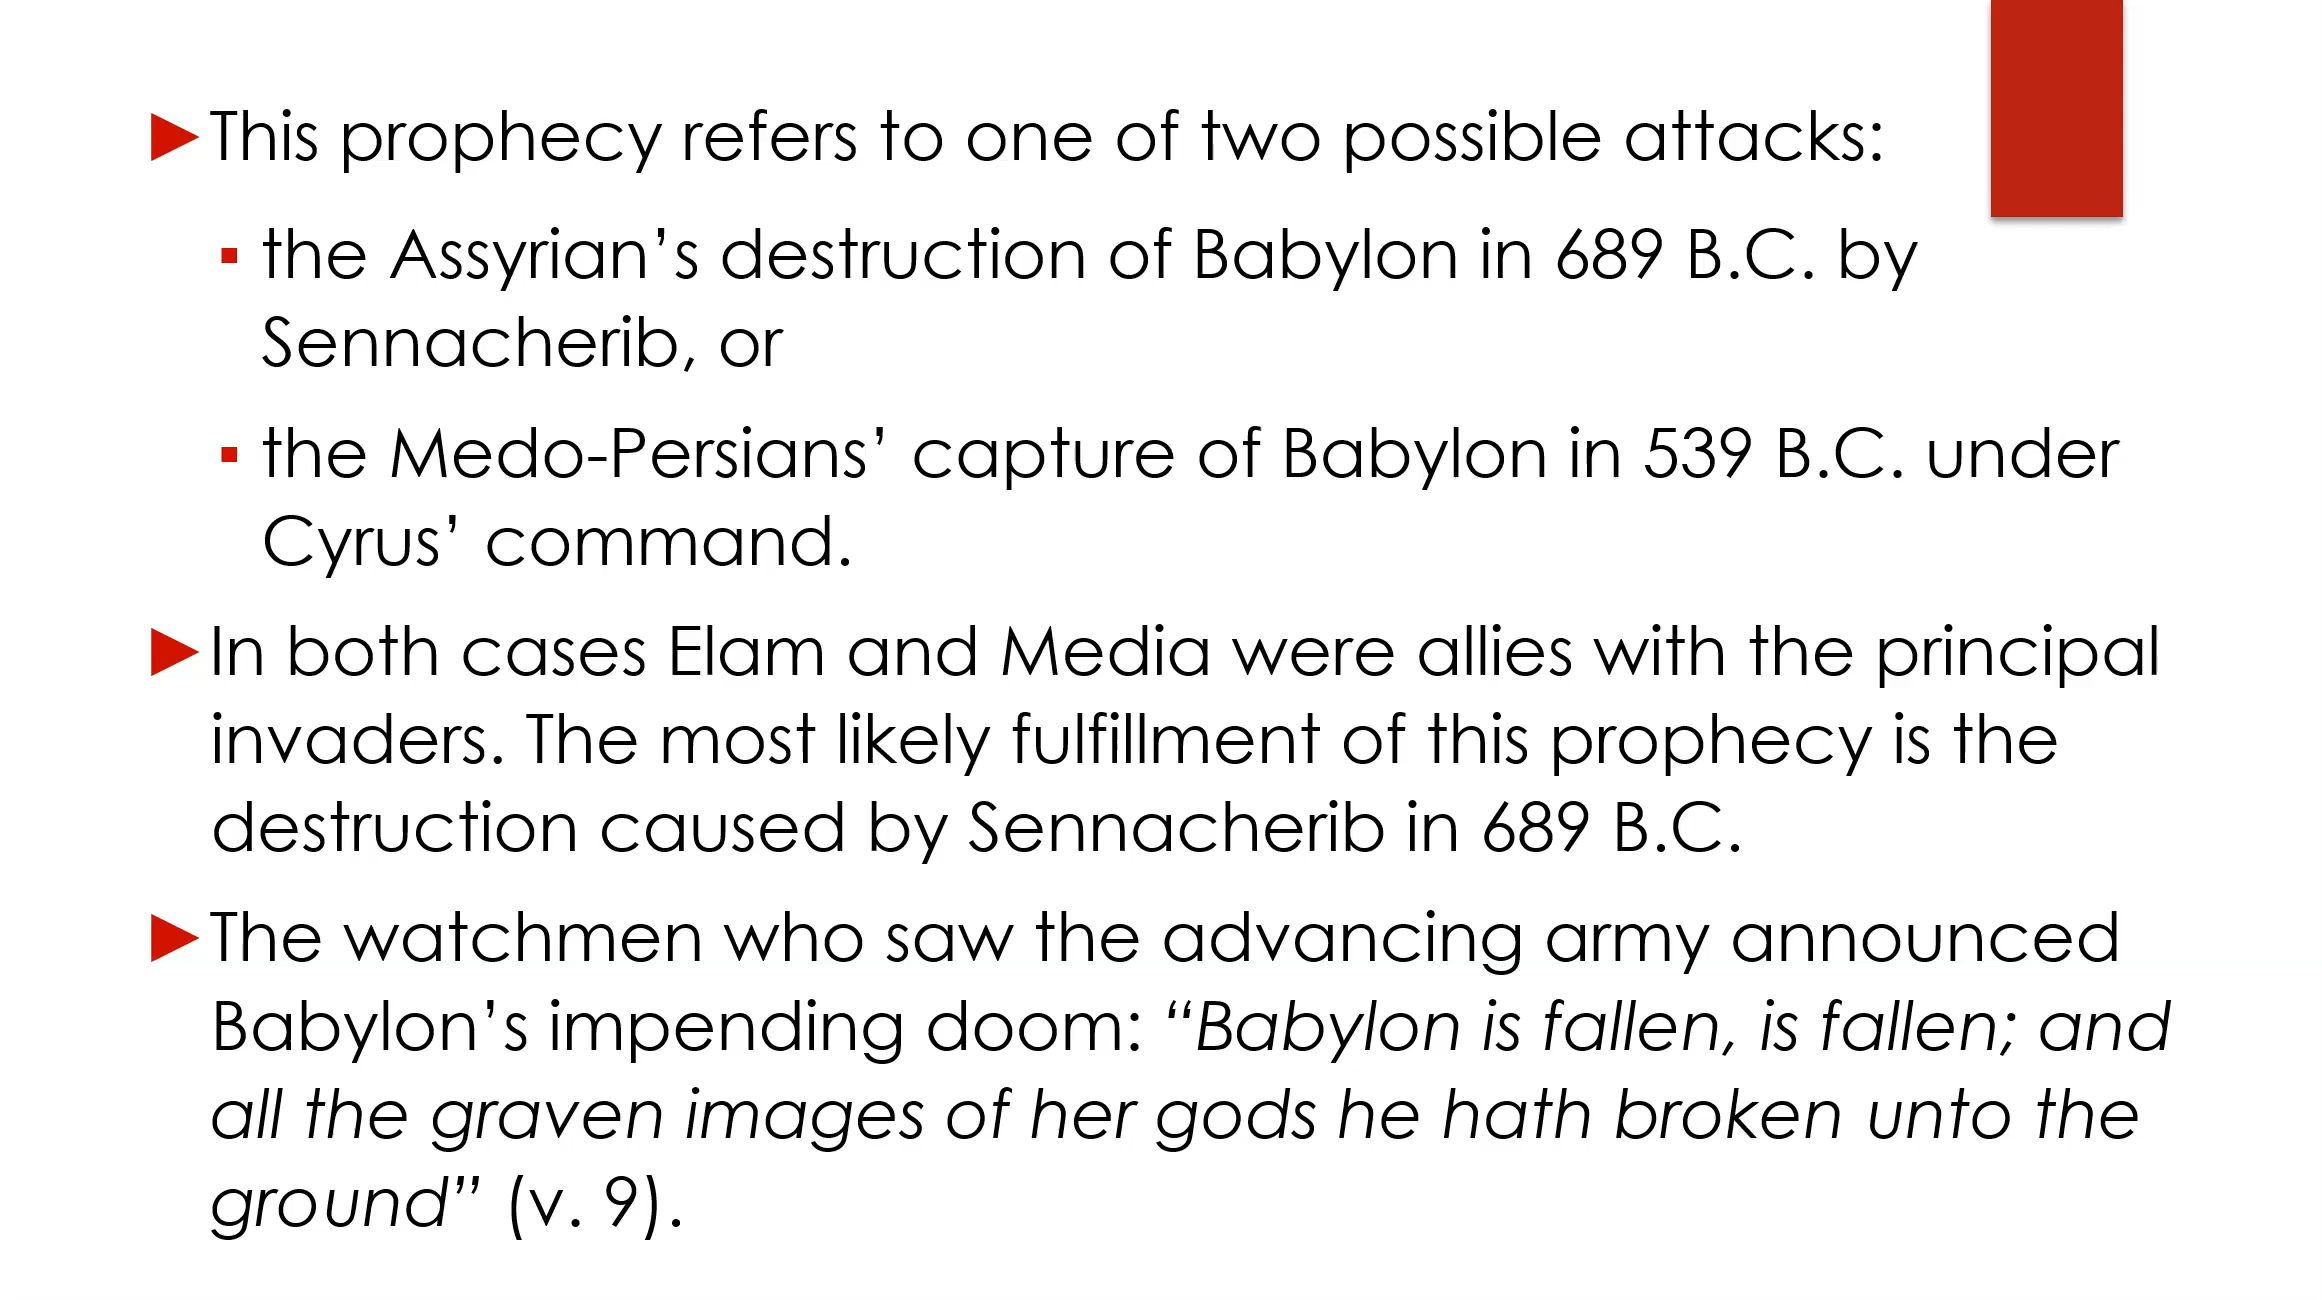 ►This prophecy refers to one of two possible attacks:
▪ the Assyrian’s destruction of Babylon in 689 B.C. by
Sennacherib, or
▪ the Medo-Persians’ capture of Babylon in 539 B.C. under
Cyrus’ command.
►In both cases Elam and Media were allies with the principal
invaders. The most likely fulfillment of this prophecy is the
destruction caused by Sennacherib in 689 B.C.
►The watchmen who saw the advancing army announced
Babylon’s impending doom: “Babylon is fallen, is fallen; and
all the graven images of her gods he hath broken unto the
ground” (v. 9).